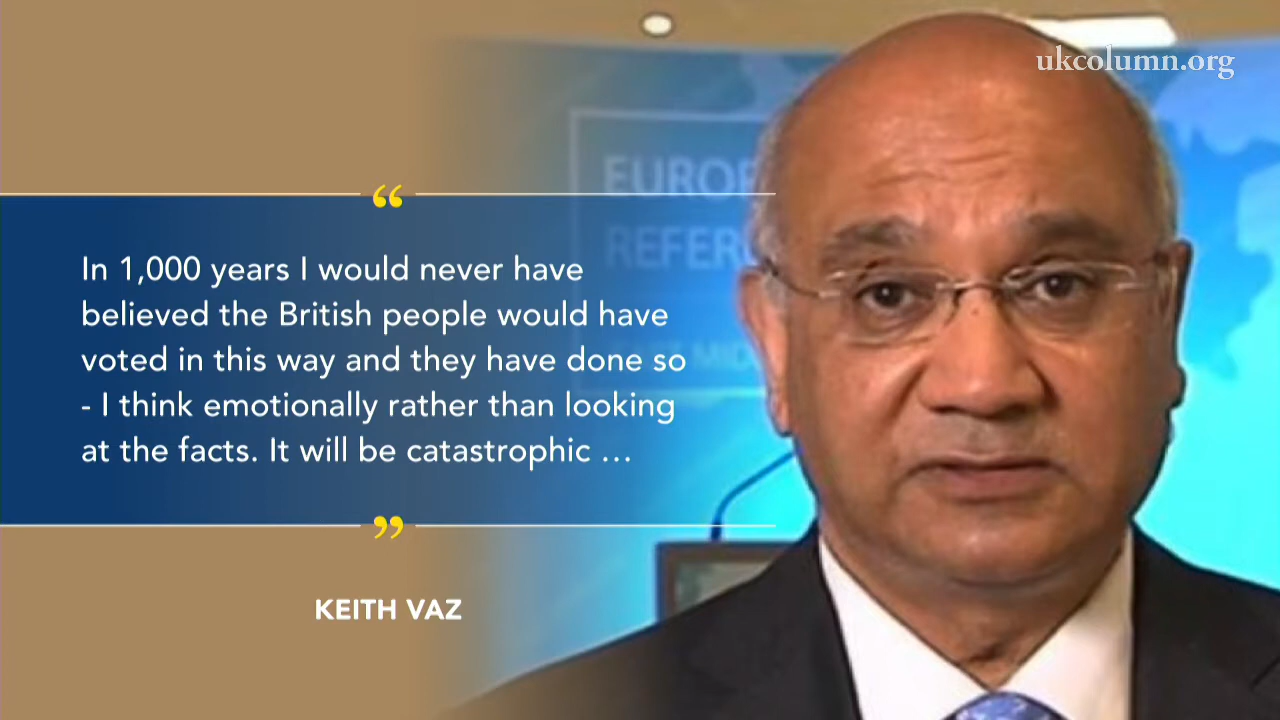 ukcolumn.org
EUROP
REFER
“
In 1,000 years I would never have
believed the British people would have
voted in this way and they have done so
- I think emotionally rather than looking
at the facts. It will be catastrophic …
”
KEITH VAZ